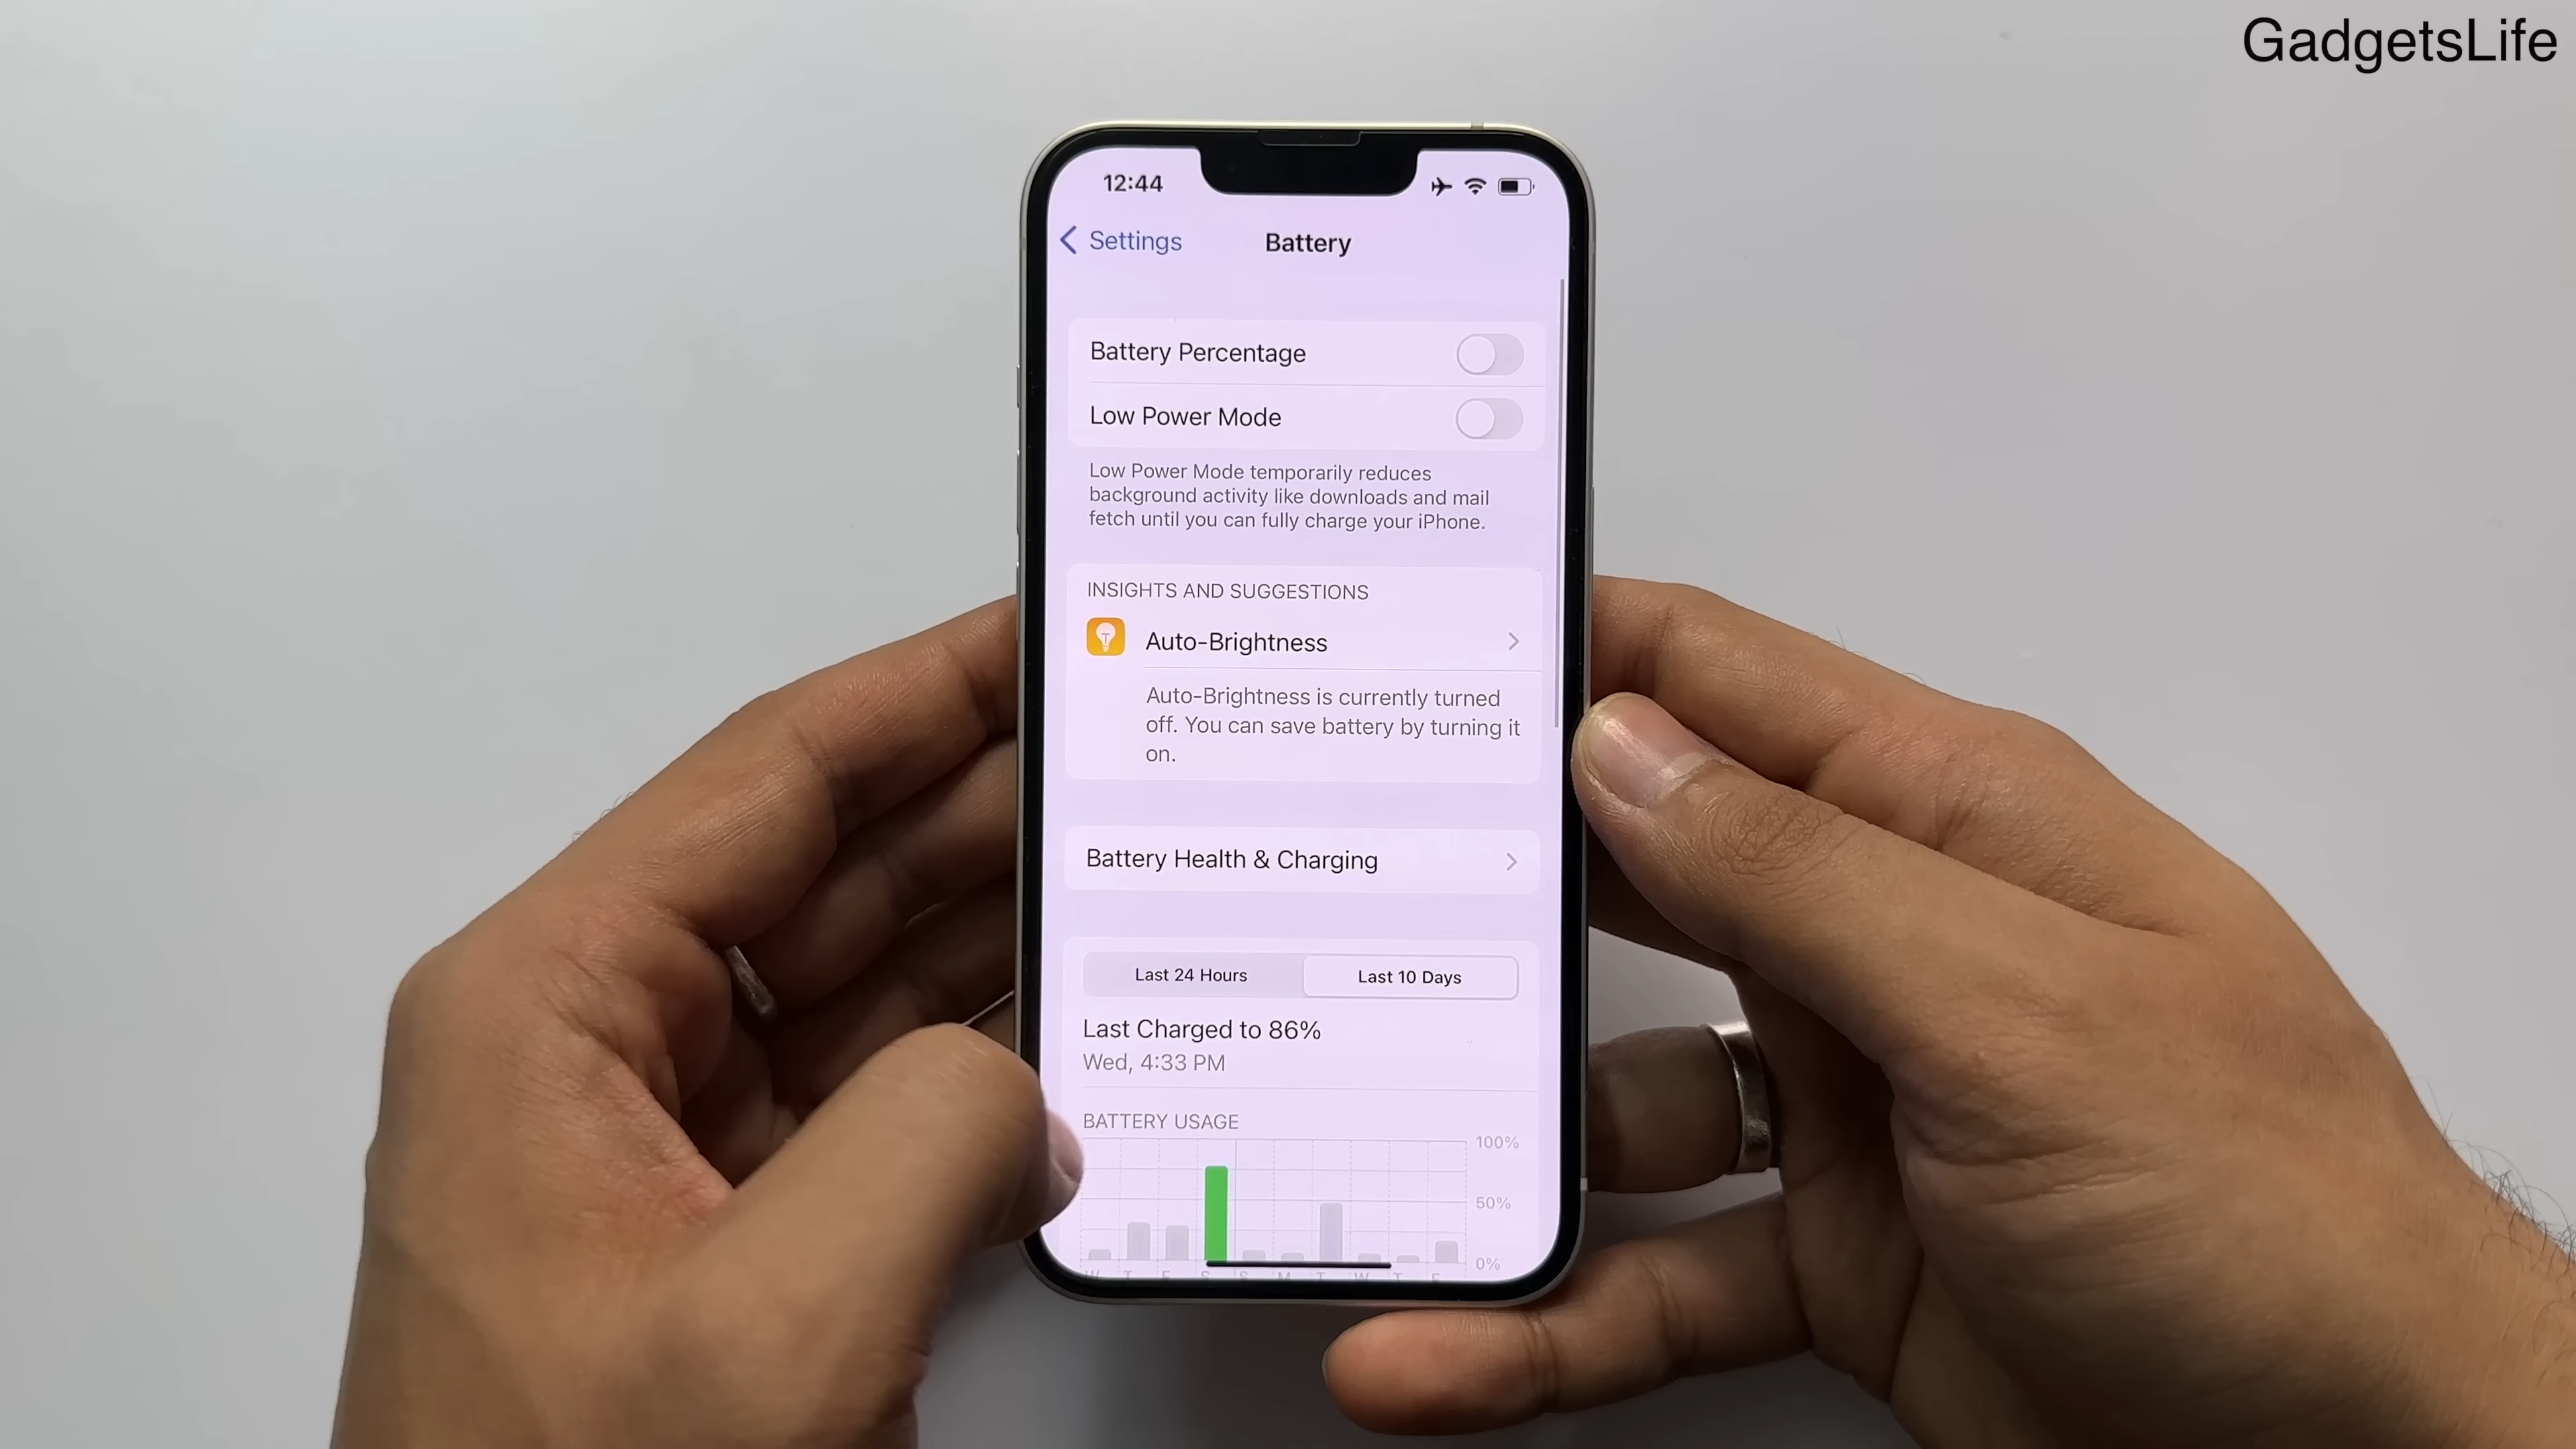 GadgetsLife
12:44
Settings
Battery
Battery Percentage
Low Power Mode
Low Power Mode temporarily reduces
background activity like downloads and mail
fetch until you can fully charge your iPhone.
INSIGHTS AND SUGGESTIONS
Auto-Brightness
Auto-Brightness is currently turned
off. You can save battery by turning it
on.
Battery Health & Charging
Last 24 Hours
Last 10 Days
Last Charged to 86%
Wed, 4:33 PM
BATTERY USAGE
100%
50%
0%